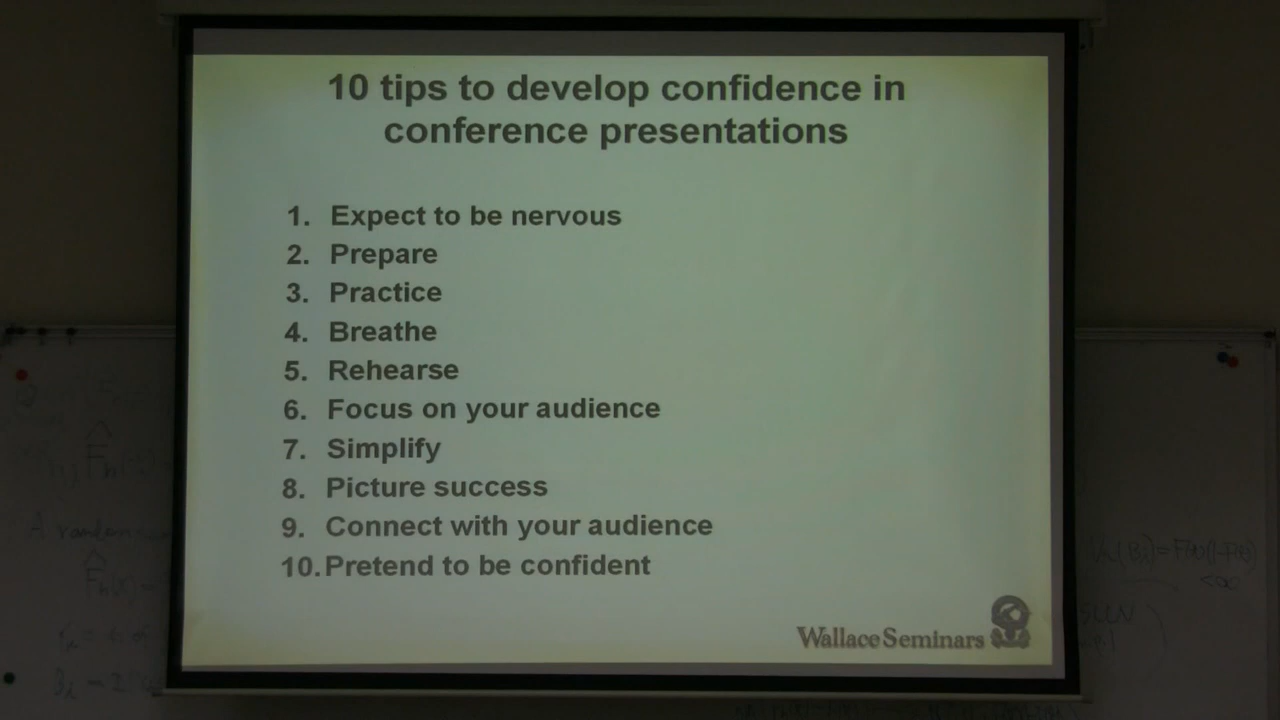 10 tips to develop confidence in
conference presentations
1. Expect to be nervous
2. Prepare
3. Practice
4. Breathe
5. Rehearse
6. Focus on your audience
7. Simplify
8. Picture success
9. Connect with your audience
10. Pretend to be confident
Wallace Seminars